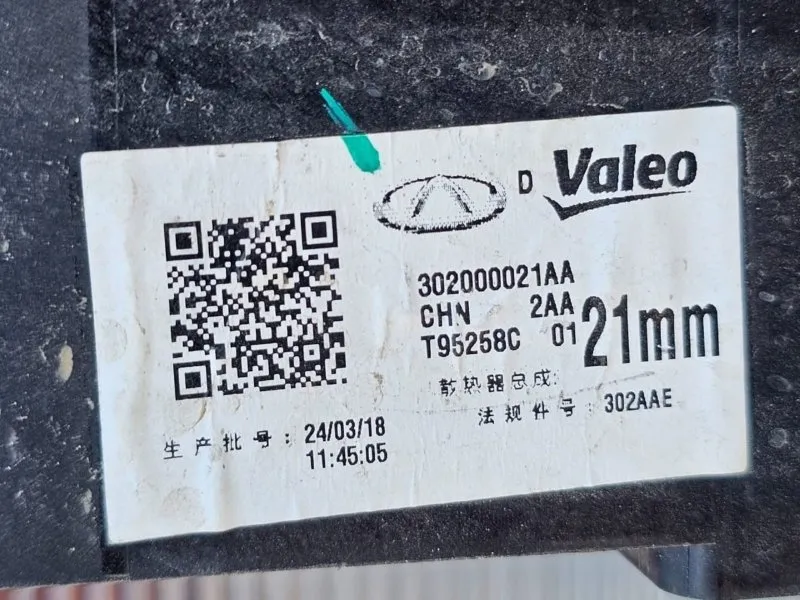 D Valeo
302000021AA
CHN 2AA
T95258C 01
21mm
散热器总成:
法规件号: 302AAE
生产批号: 24/03/18
11:45:05